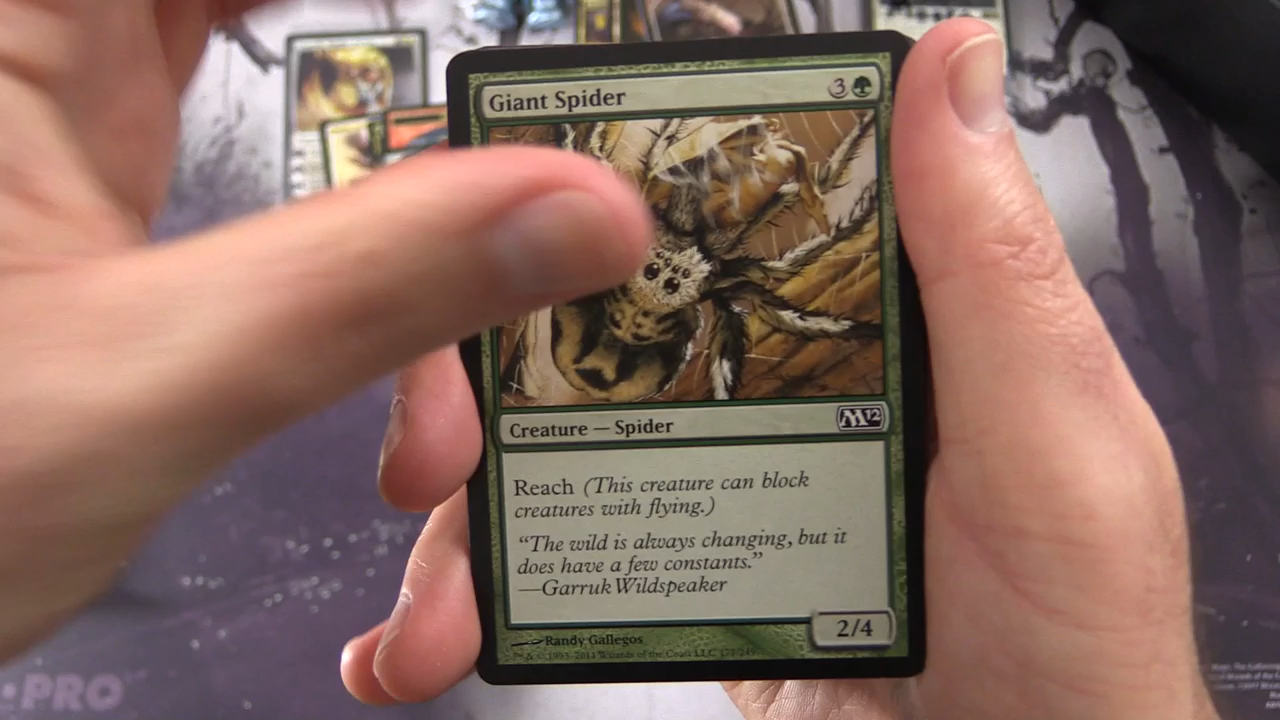 Giant Spider
3
Creature — Spider
M12
Reach (This creature can block
creatures with flying.)
“The wild is always changing, but it
does have a few constants.”
—Garruk Wildspeaker
2/4
Randy Gallegos
PRO